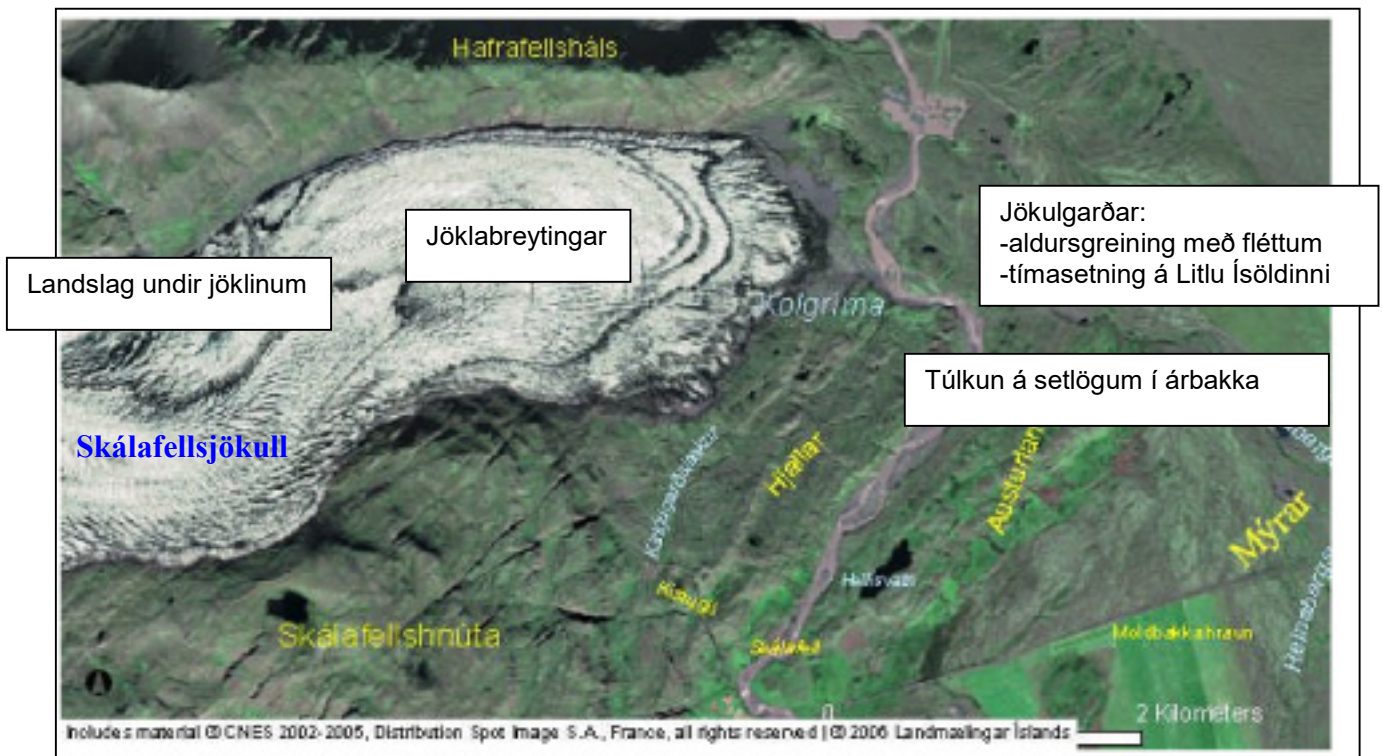 Hafrafellsháls
Jökulgarðar:
-aldursgreining með fléttum
-tímasetning á Litlu Ísöldinni
Jöklabreytingar
Landslag undir jöklinum
Kolgríma
Túlkun á setlögum í árbakka
Skálafellsjökull
Hjallar
Mýrar
Skálafellshnúta
Skálafell
Moldbakkahraun
0
2 Kilometers
Includes material © CNES 2002-2005, Distribution Spot Image S.A., France, all rights reserved | © 2006 Landmælingar Íslands